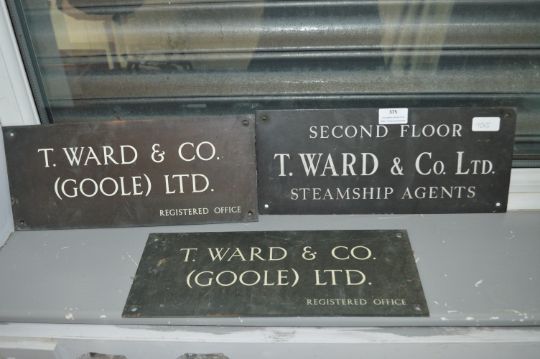 T. WARD & CO.
(GOOLE) LTD.
REGISTERED OFFICE
SECOND FLOOR
T. WARD & Co. LTD.
STEAMSHIP AGENTS
T. WARD & CO.
(GOOLE) LTD.
REGISTERED OFFICE